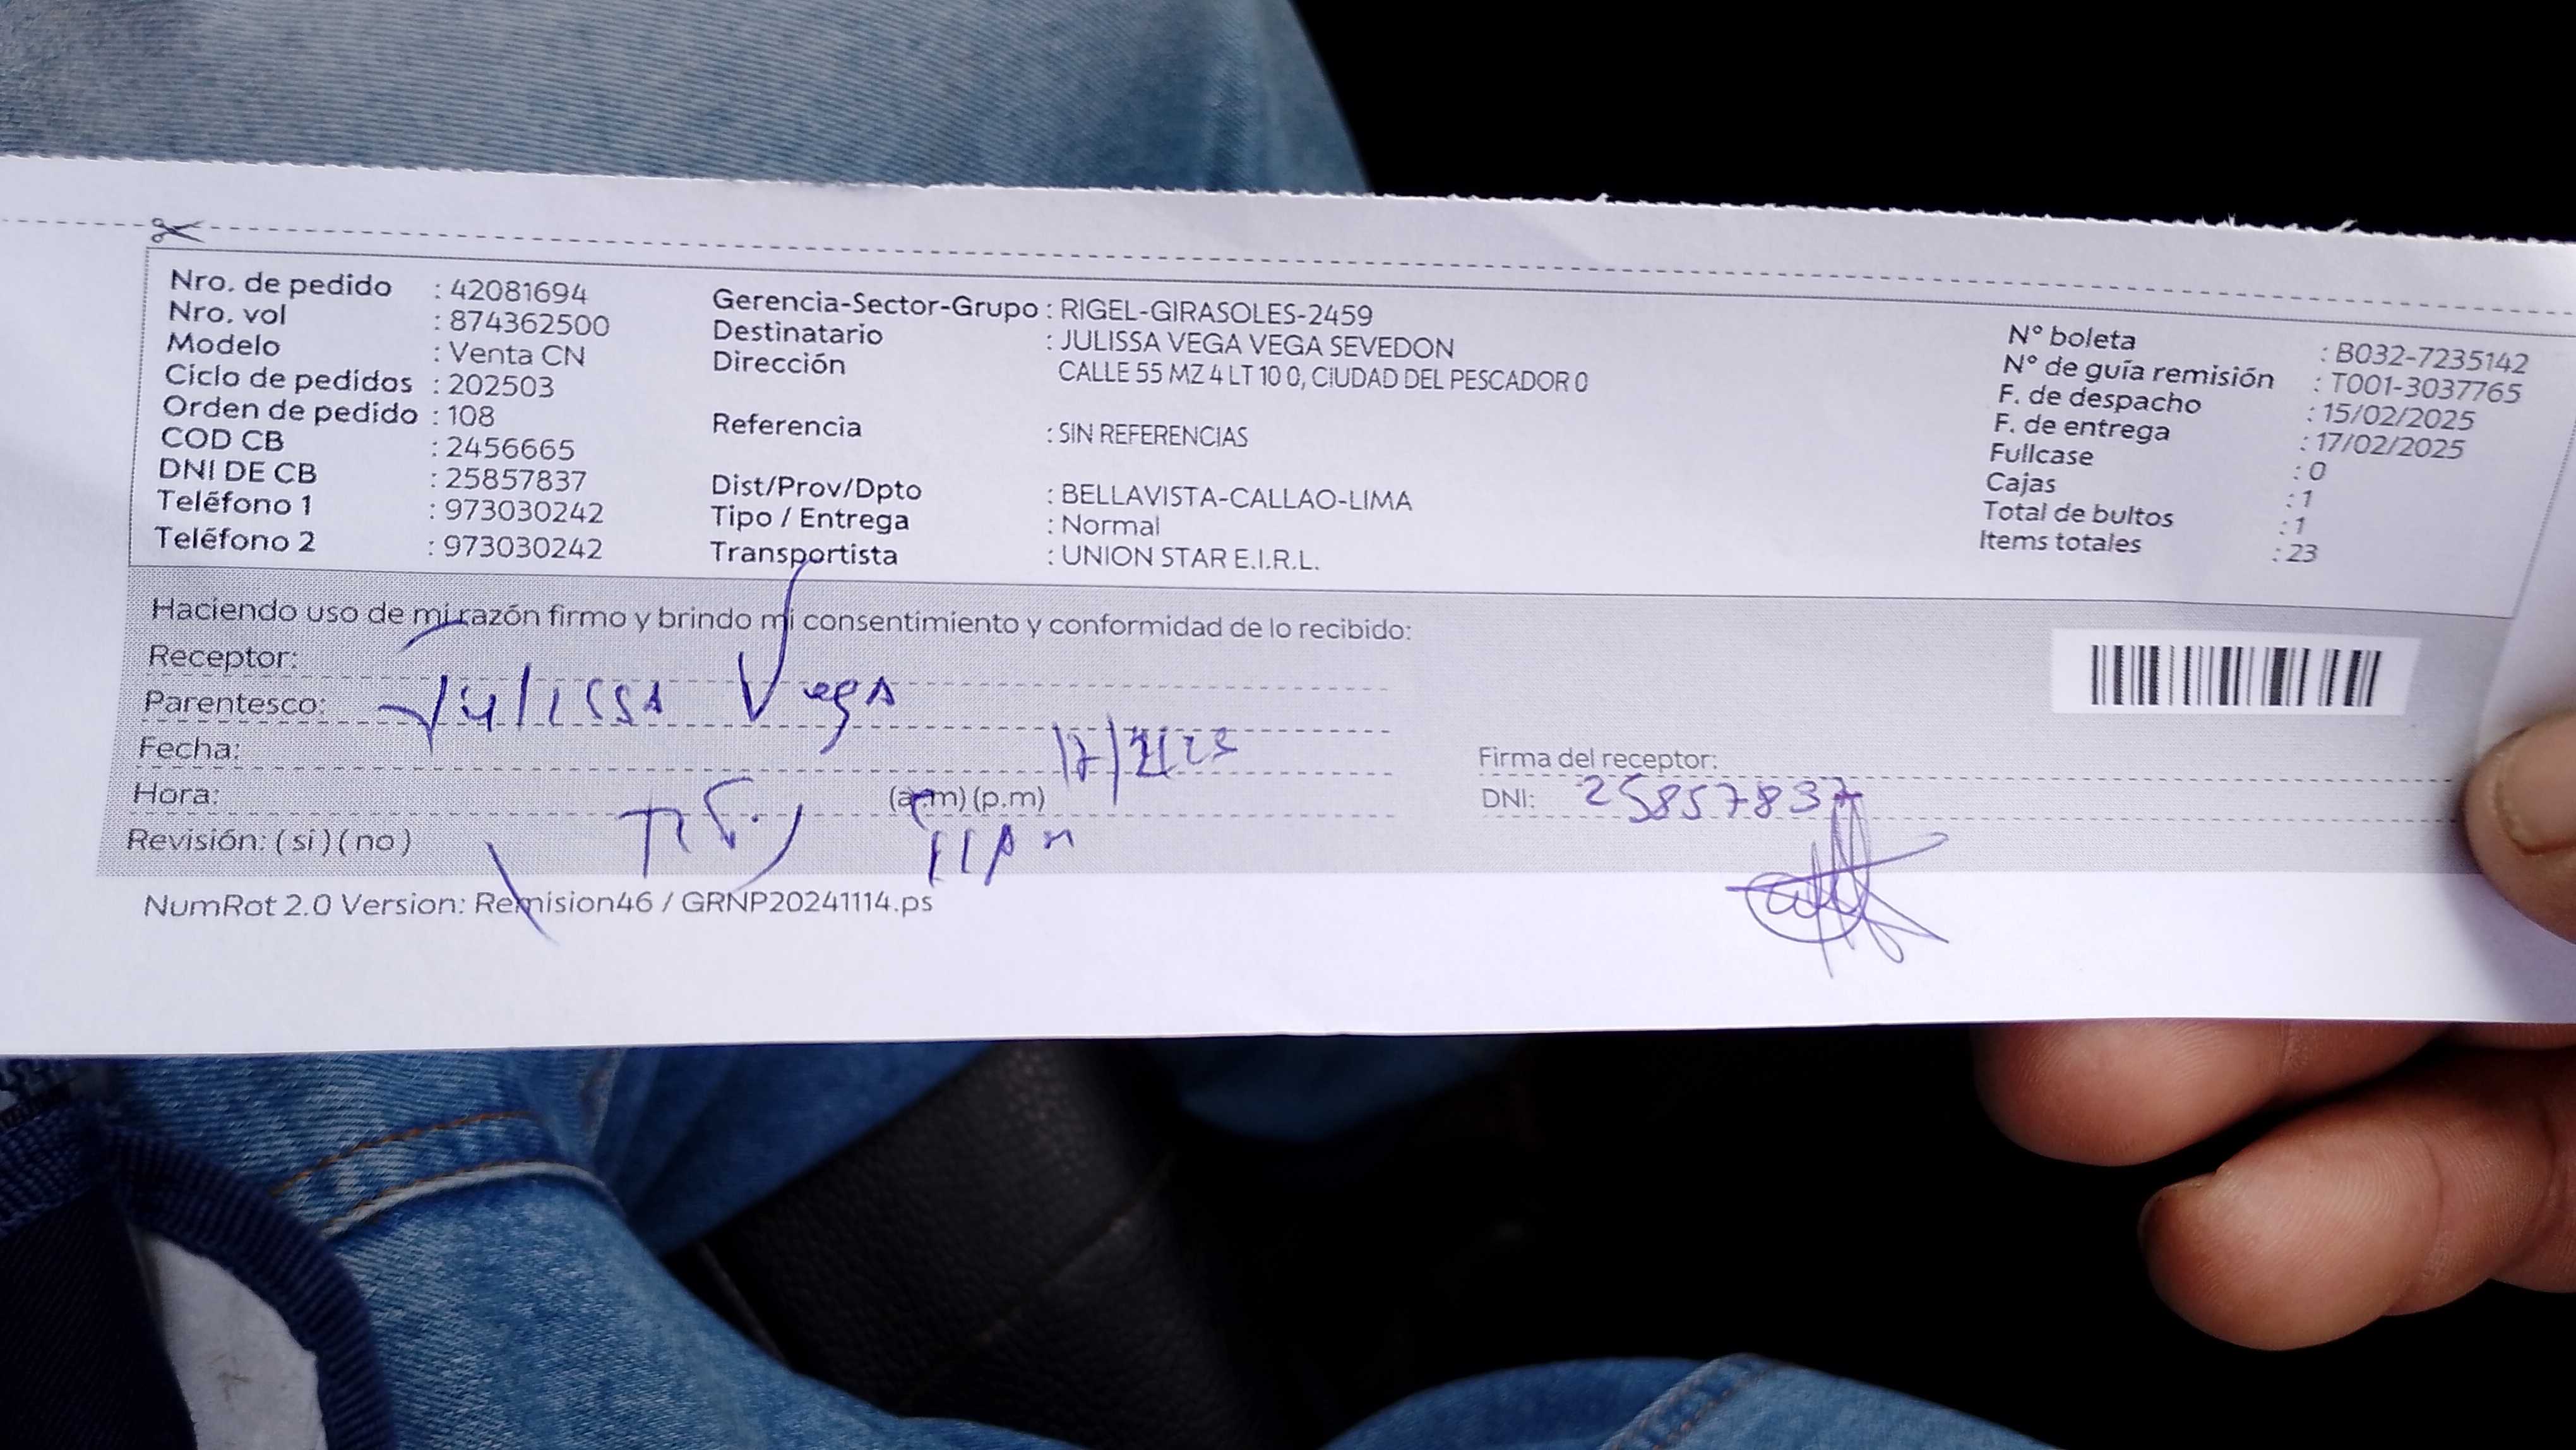 Nro. de pedido : 42081694
Nro. vol : 874362500
Modelo : Venta CN
Ciclo de pedidos : 202503
Orden de pedido : 108
COD CB : 2456665
DNI DE CB : 25857837
Teléfono 1 : 973030242
Teléfono 2 : 973030242
Gerencia-Sector-Grupo : RIGEL-GIRASOLES-2459
Destinatario : JULISSA VEGA VEGA SEVEDON
Dirección CALLE 55 MZ 4 LT 10 0, CIUDAD DEL PESCADOR 0
Referencia : SIN REFERENCIAS
Dist/Prov/Dpto : BELLAVISTA-CALLAO-LIMA
Tipo / Entrega : Normal
Transportista : UNION STAR E.I.R.L.
N° boleta : B032-7235142
N° de guía remisión : T001-3037765
F. de despacho : 15/02/2025
F. de entrega : 17/02/2025
Fullcase : 0
Cajas : 1
Total de bultos : 1
Items totales : 23
Haciendo uso de mi razón firmo y brindo mi consentimiento y conformidad de lo recibido:
Receptor:
Parentesco: Julissa Vega
Fecha:
Hora: (a.m) (p.m)
Revisión: ( si ) ( no )
Firma del receptor:
DNI: 25857837
NumRot 2.0 Version: Remision46 / GRNP20241114.ps